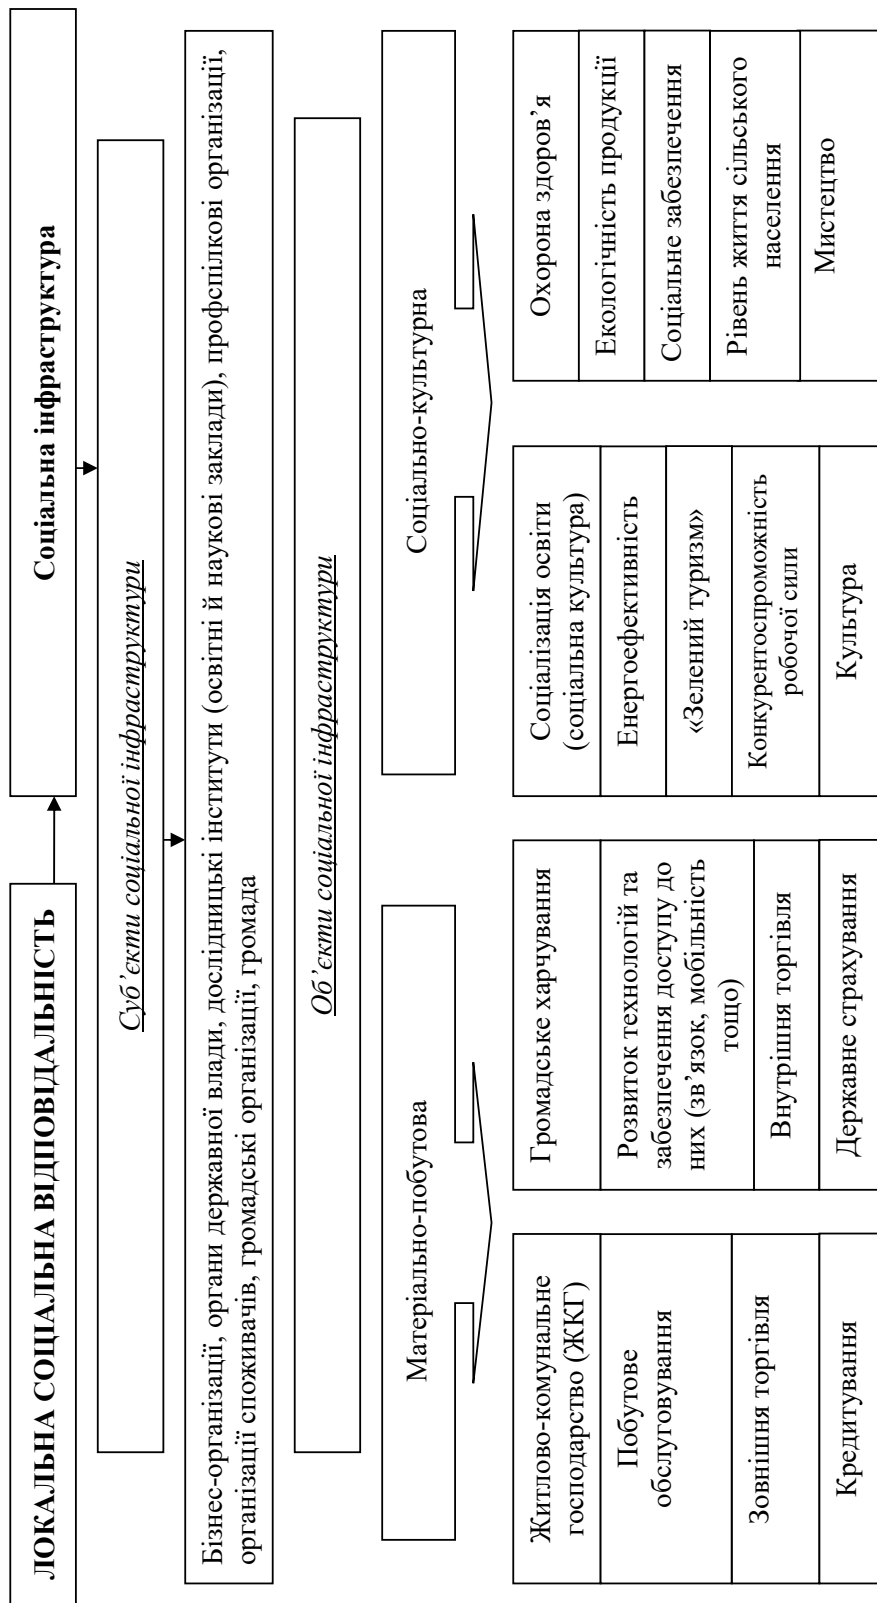 ЛОКАЛЬНА СОЦІАЛЬНА ВІДПОВІДАЛЬНІСТЬ
Соціальна інфраструктура
Суб’єкти соціальної інфраструктури
Бізнес-організації, органи державної влади, дослідницькі інститути (освітні й наукові заклади), профспілкові організації,
організації споживачів, громадські організації, громада
Об’єкти соціальної інфраструктури
Матеріально-побутова
Соціально-культурна
Житлово-комунальне
господарство (ЖКГ)
Побутове
обслуговування
Зовнішня торгівля
Кредитування
Громадське харчування
Розвиток технологій та
забезпечення доступу до
них (зв’язок, мобільність
тощо)
Внутрішня торгівля
Державне страхування
Соціалізація освіти
(соціальна культура)
Енергоефективність
«Зелений туризм»
Конкурентоспроможність
робочої сили
Культура
Охорона здоров’я
Екологічність продукції
Соціальне забезпечення
Рівень життя сільського
населення
Мистецтво